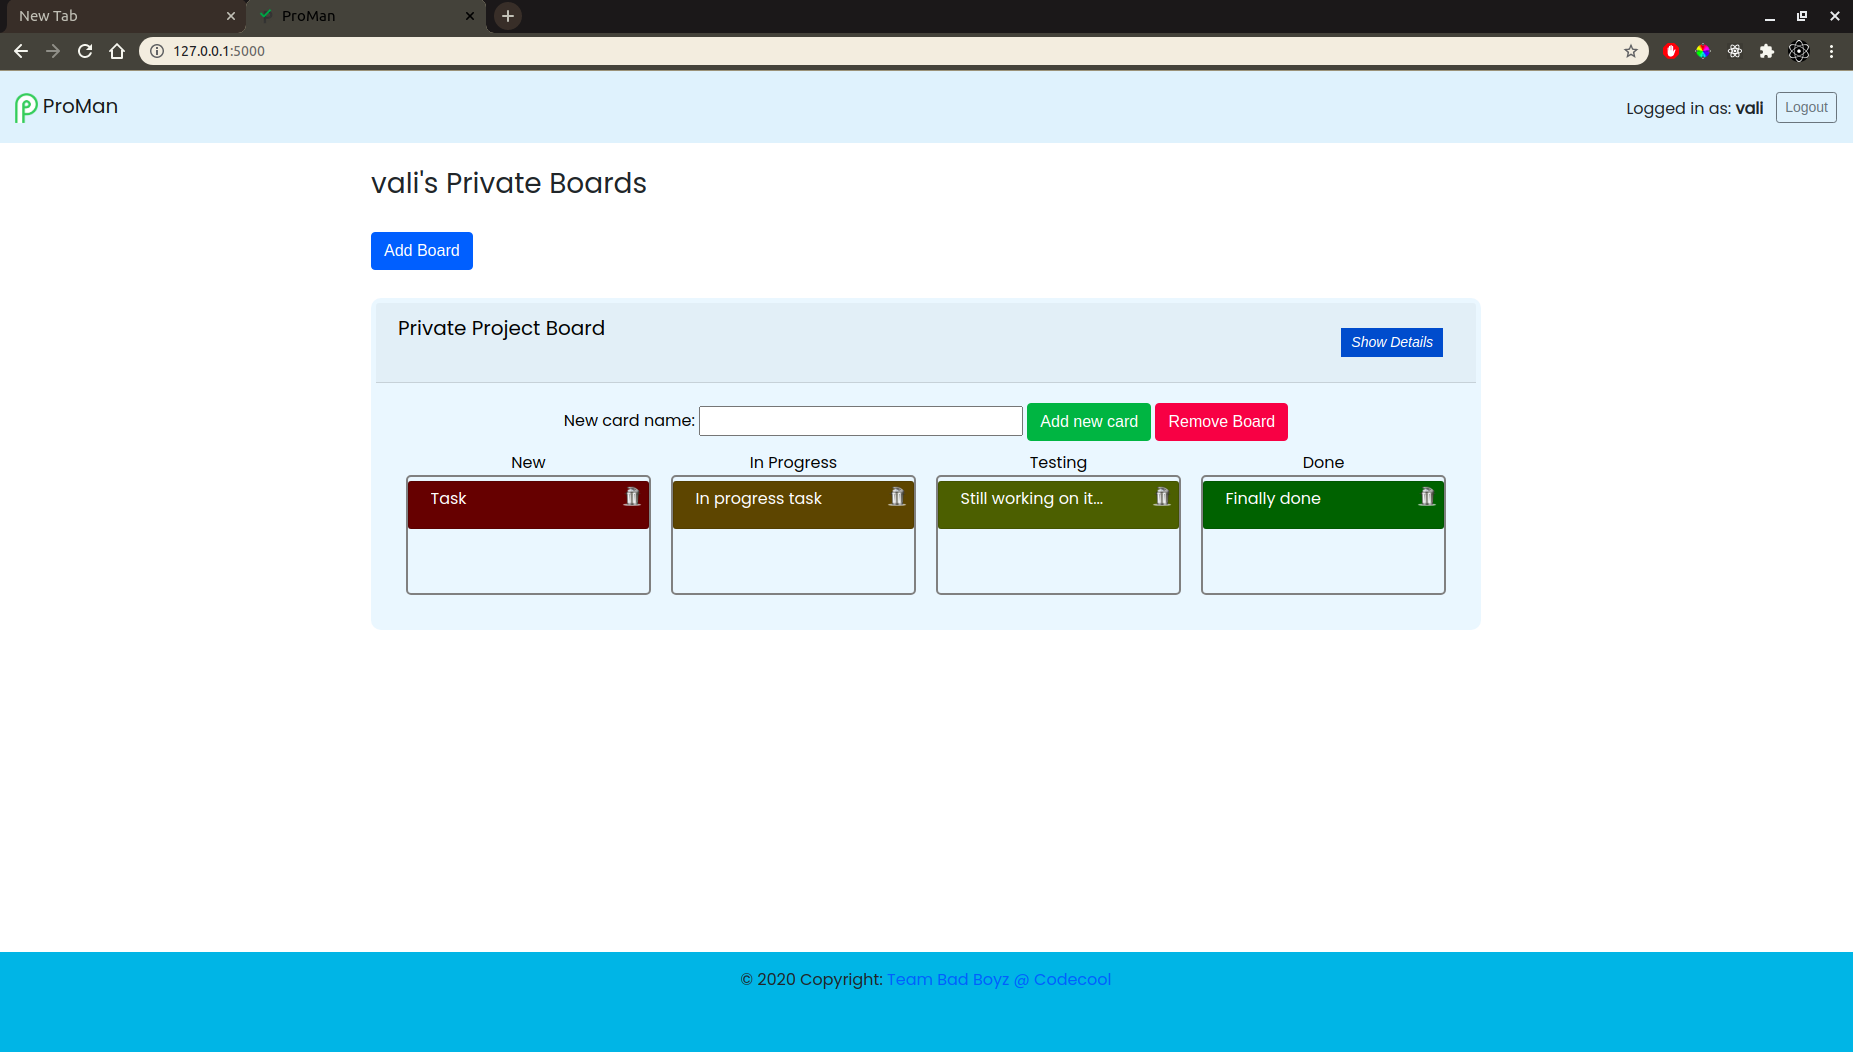 New Tab
ProMan
127.0.0.1:5000
ProMan
Logged in as: vali
Logout
vali's Private Boards
Add Board
Private Project Board
Show Details
New card name:
Add new card
Remove Board
New
In Progress
Testing
Done
Task
In progress task
Still working on it...
Finally done
© 2020 Copyright: Team Bad Boyz @ Codecool